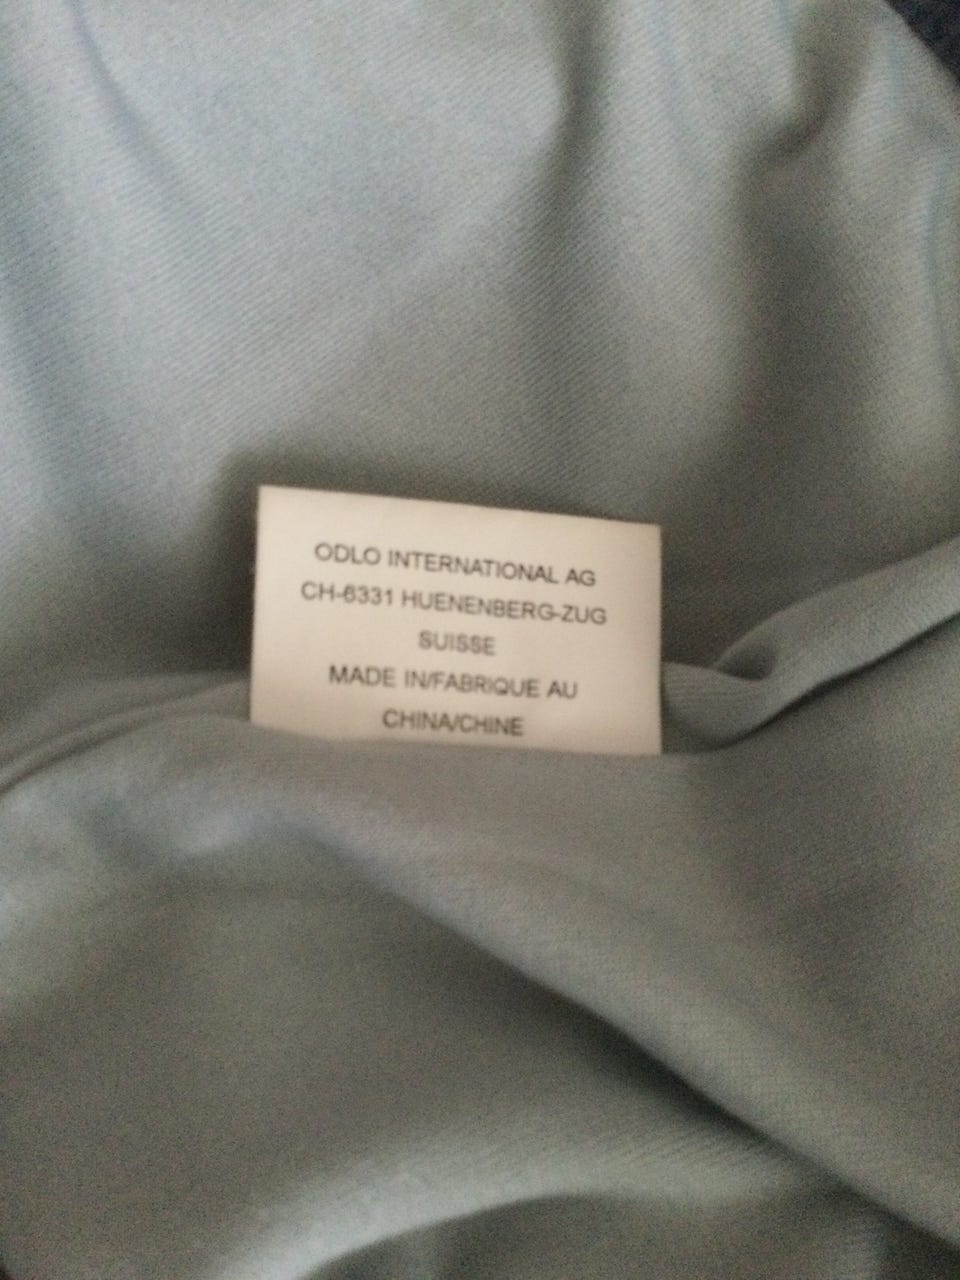 ODLO INTERNATIONAL AG
CH-6331 HUENENBERG-ZUG
SUISSE
MADE IN/FABRIQUE AU
CHINA/CHINE